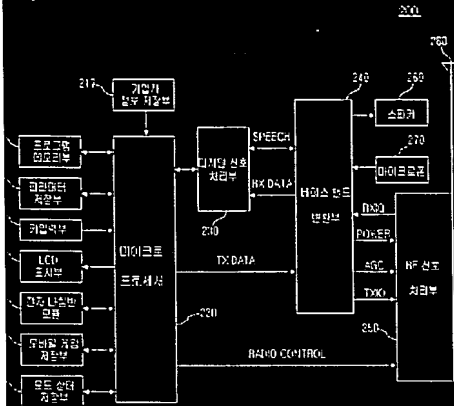 200
280
217
가입자
정보 저장부
240
260
스피커
프로그램
메모리부
SPEECH
디지털 신호
처리부
270
마이크로폰
파라미터
저장부
RX DATA
베이스 밴드
변환부
230
RXIQ
키입력부
마이크로
프로세서
POWER
RF 신호
처리부
LCD
표시부
TX DATA
AGC
전자 나침반
모듈
TXIQ
220
250
모바일 게임
저장부
RADIO CONTROL
모드 상태
저장부